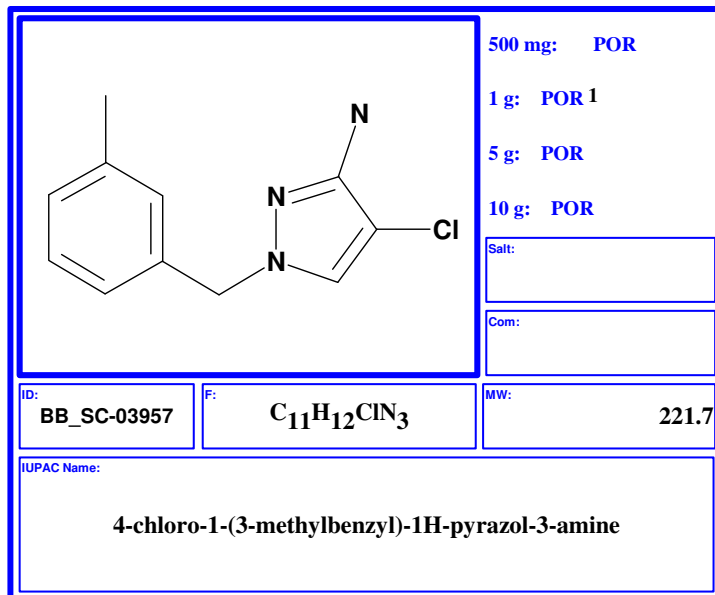 N
N
N
Cl
500 mg: POR
1 g: POR 1
5 g: POR
10 g: POR
Salt:
Com:
ID:
BB_SC-03957
F:
C11H12ClN3
MW:
221.7
IUPAC Name:
4-chloro-1-(3-methylbenzyl)-1H-pyrazol-3-amine